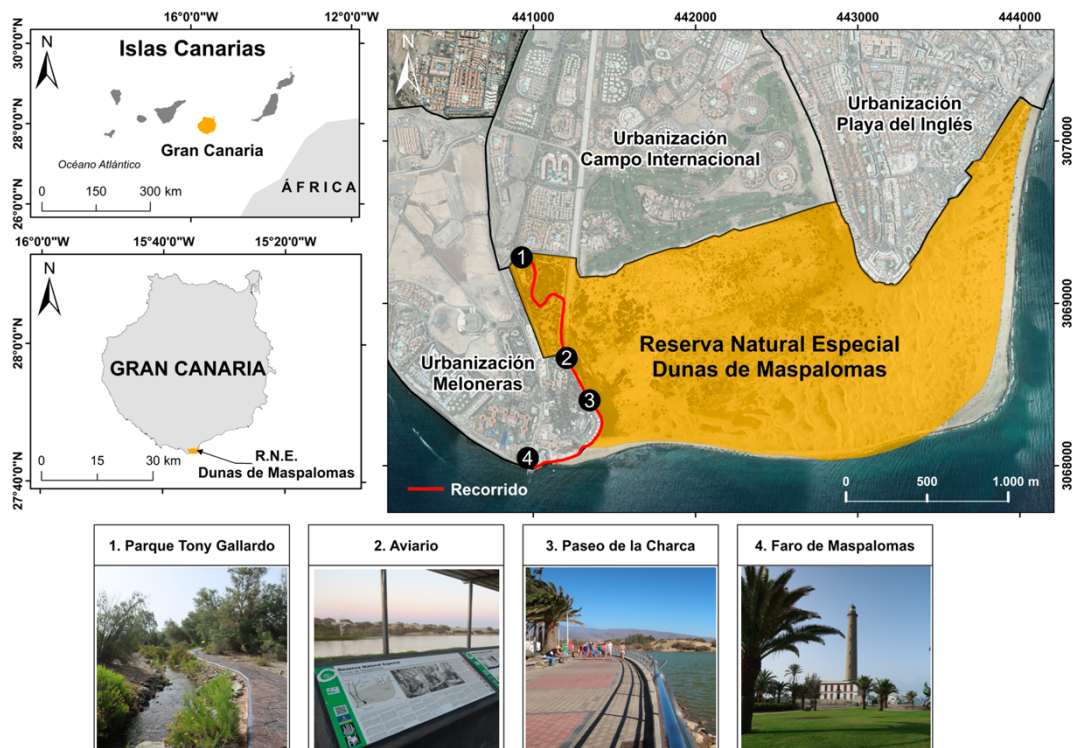 16°0'0"W
12°0'0"W
30°0'0"N
28°0'0"N
26°0'0"N
N
Islas Canarias
Gran Canaria
Océano Atlántico
0 150 300 km
ÁFRICA
16°0'0"W
15°40'0"W
15°20'0"W
28°0'0"N
27°40'0"N
N
GRAN CANARIA
R.N.E.
Dunas de Maspalomas
0 15 30 km
441000
442000
443000
444000
3070000
3069000
3068000
N
Urbanización
Campo Internacional
Urbanización
Playa del Inglés
1
Reserva Natural Especial
Dunas de Maspalomas
2
Urbanización
Meloneras
3
4
Recorrido
0 500 1.000 m
1. Parque Tony Gallardo
2. Aviario
3. Paseo de la Charca
4. Faro de Maspalomas
Reserva Natural Especial